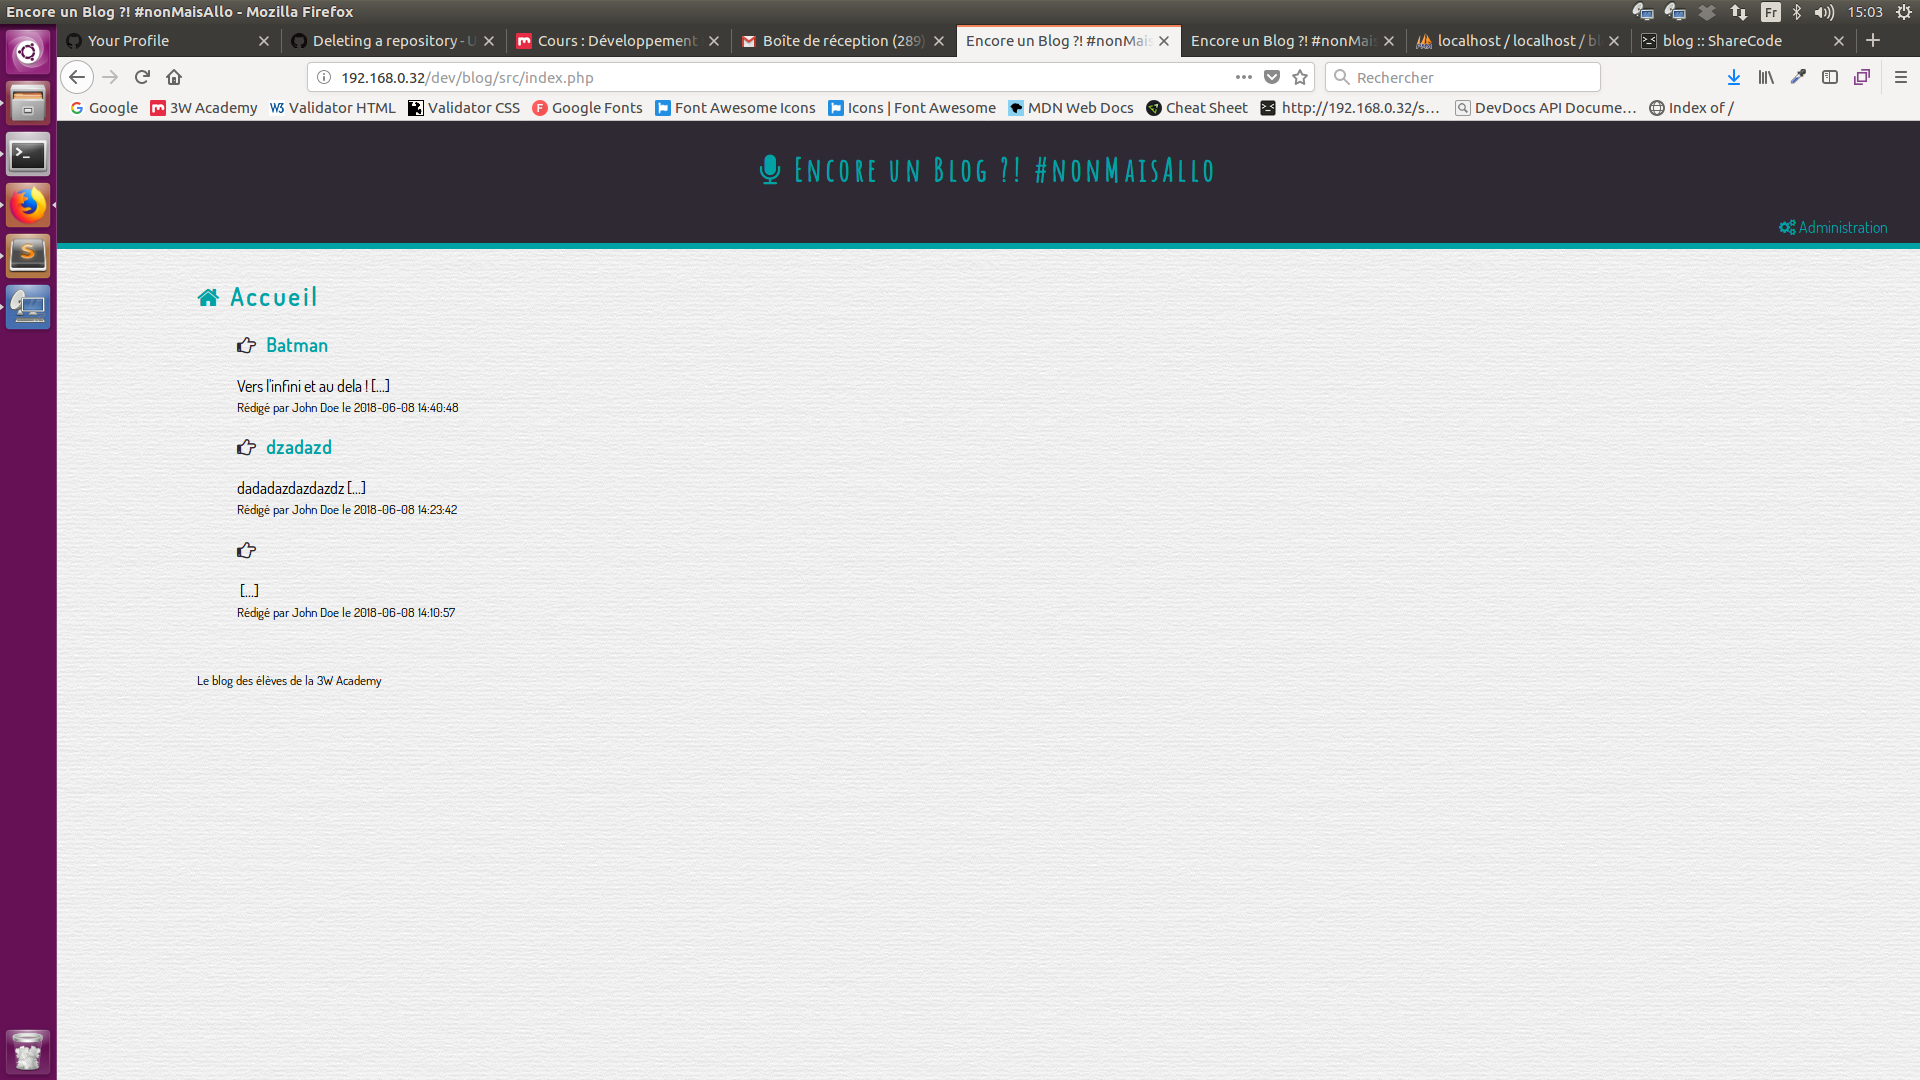 Encore un Blog ?! #nonMaisAllo - Mozilla Firefox
Fr
15:03
Your Profile
Deleting a repository - U
Cours : Développement
Boîte de réception (289)
Encore un Blog ?! #nonMais
Encore un Blog ?! #nonMais
localhost / localhost / bl
blog :: ShareCode
192.168.0.32/dev/blog/src/index.php
Rechercher
Google
3W Academy
W3 Validator HTML
Validator CSS
F Google Fonts
Font Awesome Icons
Icons | Font Awesome
MDN Web Docs
Cheat Sheet
http://192.168.0.32/s...
DevDocs API Docume...
Index of /
Encore un Blog ?! #nonMaisAllo
Administration
Accueil
Batman
Vers l'infini et au dela ! [...]
Rédigé par John Doe le 2018-06-08 14:40:48
dzadazd
dadadazdazdazdz [...]
Rédigé par John Doe le 2018-06-08 14:23:42
[...]
Rédigé par John Doe le 2018-06-08 14:10:57
Le blog des élèves de la 3W Academy